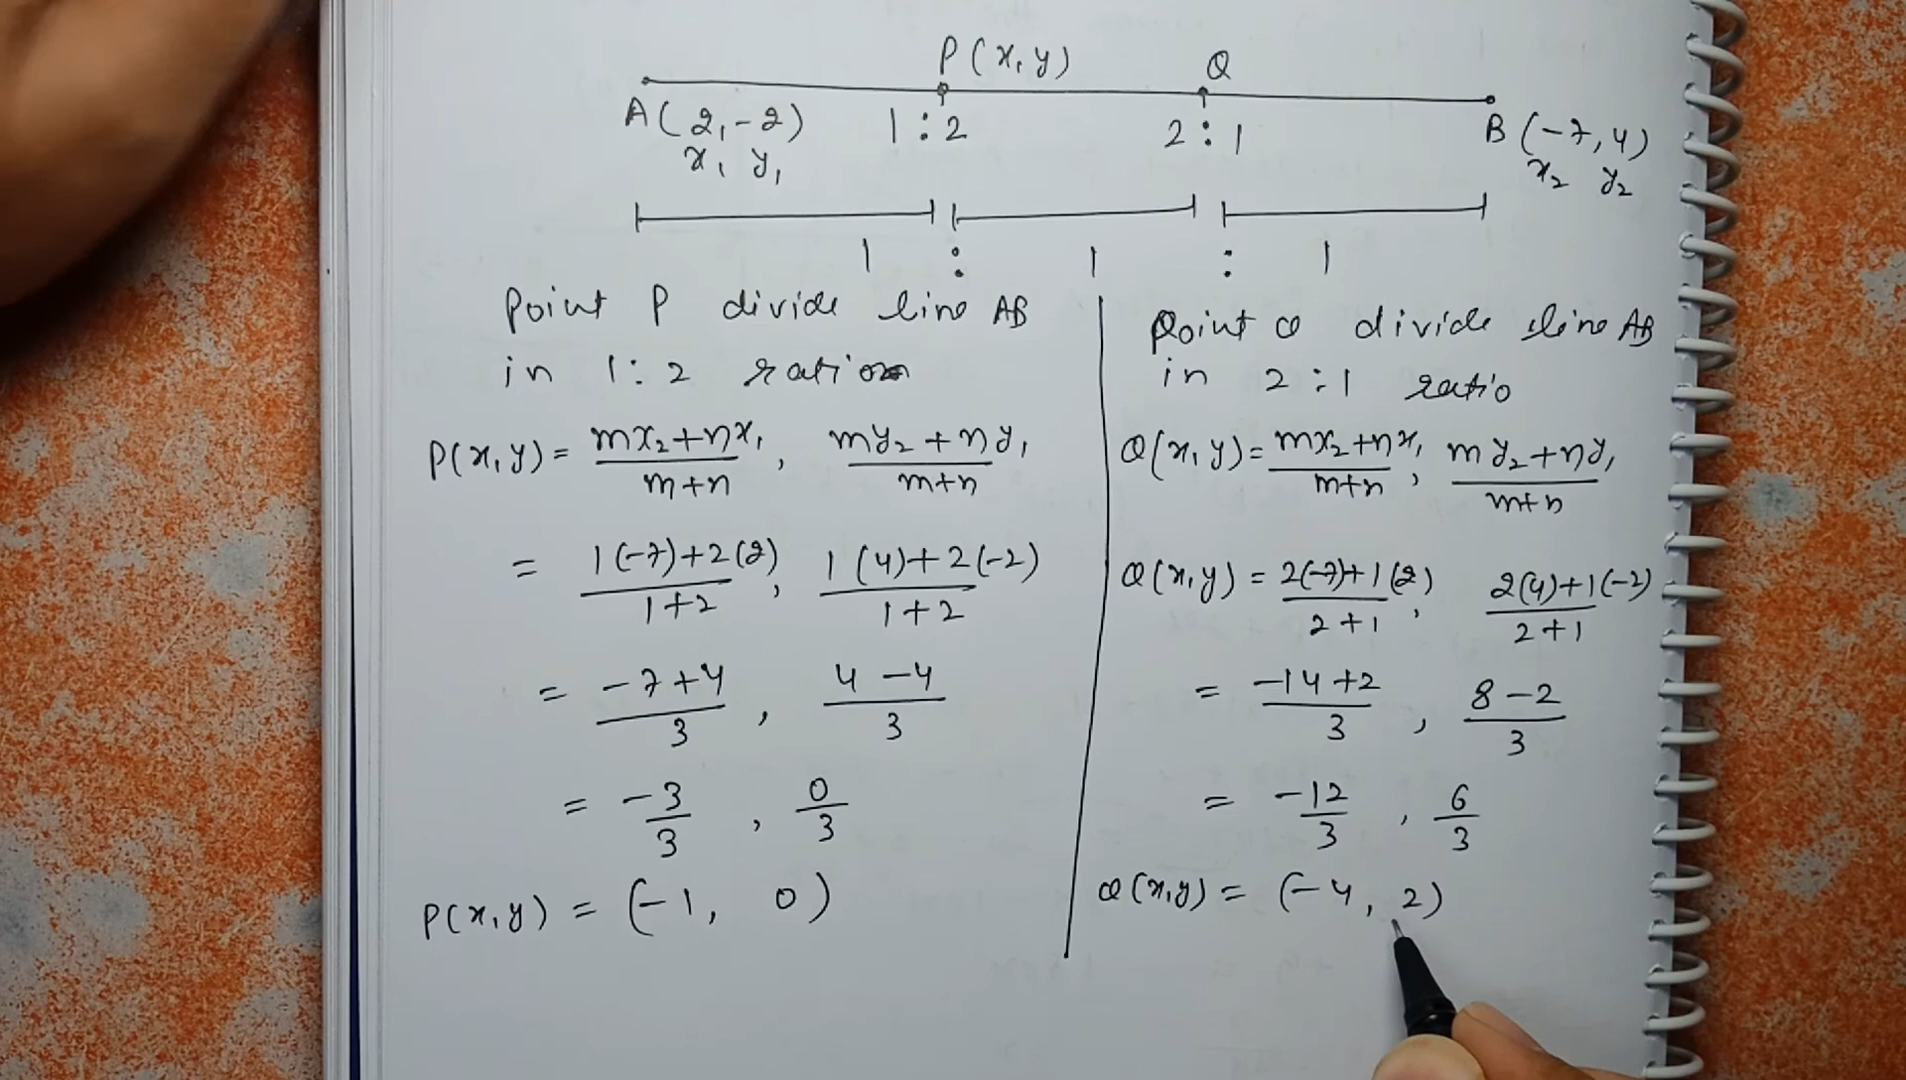 P(x, y) Q
A(2, -2) 1 : 2 2 : 1 B(-7, 4)
x₁ y₁ x₂ y₂
1 : 1 : 1
Point P divide line AB
in 1 : 2 ratio
P(x, y) = mx₂+nx₁/m+n , my₂+ny₁/m+n
= 1(-7)+2(2)/1+2 , 1(4)+2(-2)/1+2
= -7+4/3 , 4-4/3
= -3/3 , 0/3
P(x, y) = (-1, 0)
Point Q divide line AB
in 2 : 1 ratio
Q(x, y) = mx₂+nx₁/m+n , my₂+ny₁/m+n
Q(x, y) = 2(-7)+1(2)/2+1 , 2(4)+1(-2)/2+1
= -14+2/3 , 8-2/3
= -12/3 , 6/3
Q(x, y) = (-4, 2)